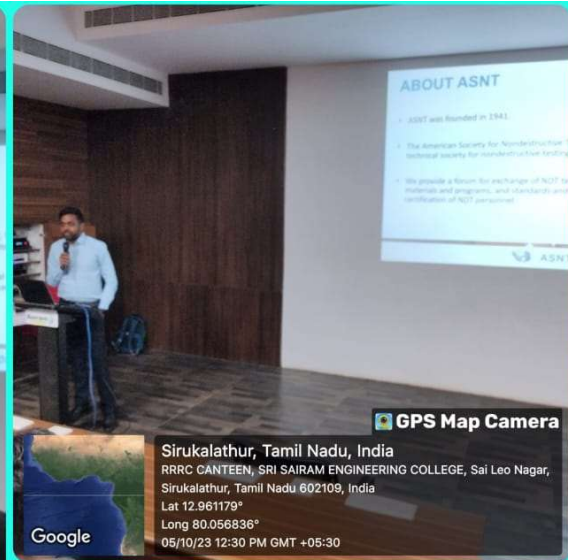 ABOUT ASNT
ASNT was founded in 1941
The American Society for Nondestructive
technical society for nondestructive testing
We provide a forum for exchange of NDT
materials and programs, and standards and
certification of NDT personnel
ASNT
GPS Map Camera
Sirukalathur, Tamil Nadu, India
RRRC CANTEEN, SRI SAIRAM ENGINEERING COLLEGE, Sai Leo Nagar,
Sirukalathur, Tamil Nadu 602109, India
Lat 12.961179°
Long 80.056836°
05/10/23 12:30 PM GMT +05:30
Google